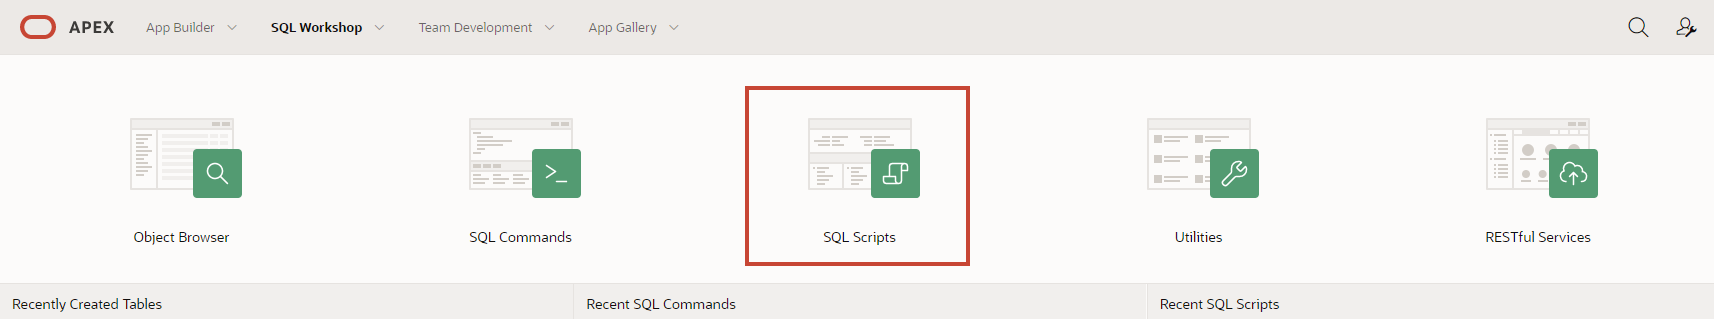 APEX App Builder SQL Workshop Team Development App Gallery
Object Browser SQL Commands SQL Scripts Utilities RESTful Services
Recently Created Tables Recent SQL Commands Recent SQL Scripts